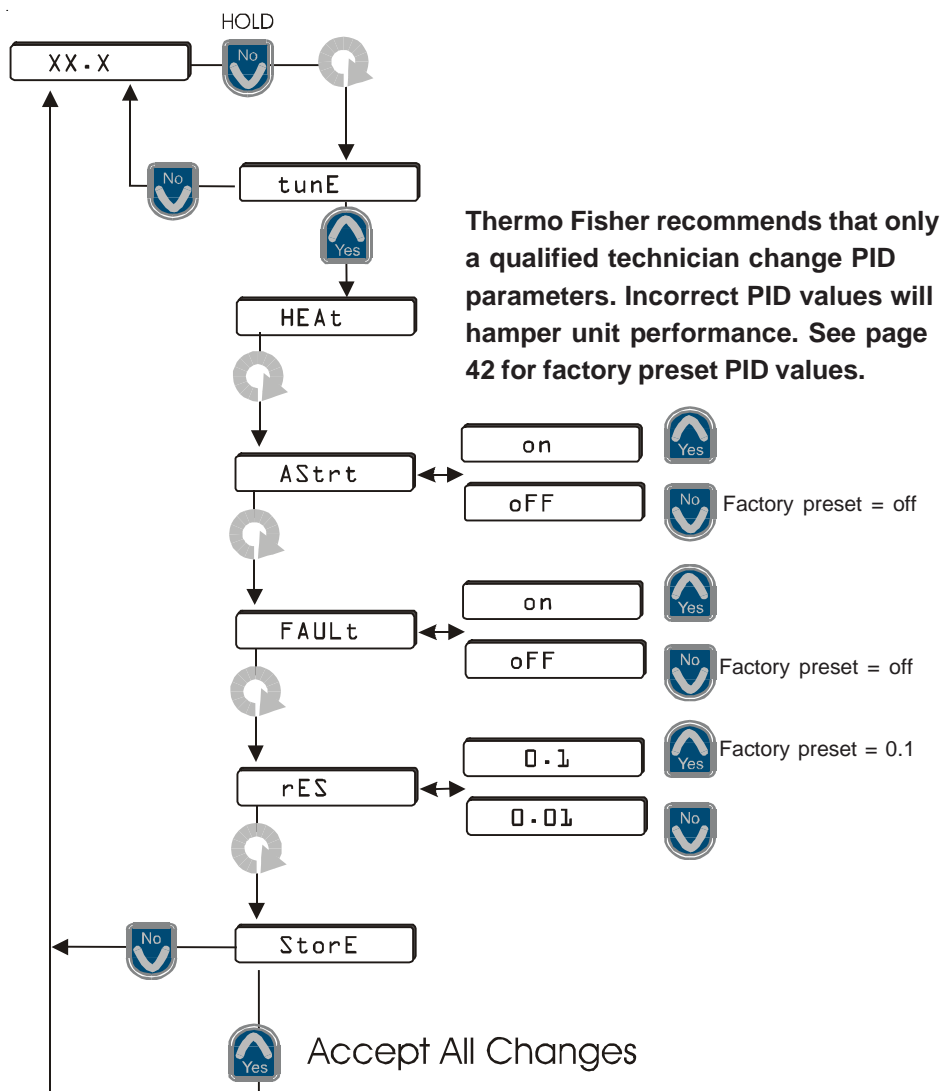 HOLD
XX.X
No
No
tunE
Yes
Thermo Fisher recommends that only
a qualified technician change PID
parameters. Incorrect PID values will
hamper unit performance. See page
42 for factory preset PID values.
HEAt
AStrt
on
Yes
oFF
No
Factory preset = off
FAULt
on
Yes
oFF
No
Factory preset = off
rES
0.1
Yes
Factory preset = 0.1
0.01
No
No
StorE
Yes
Accept All Changes